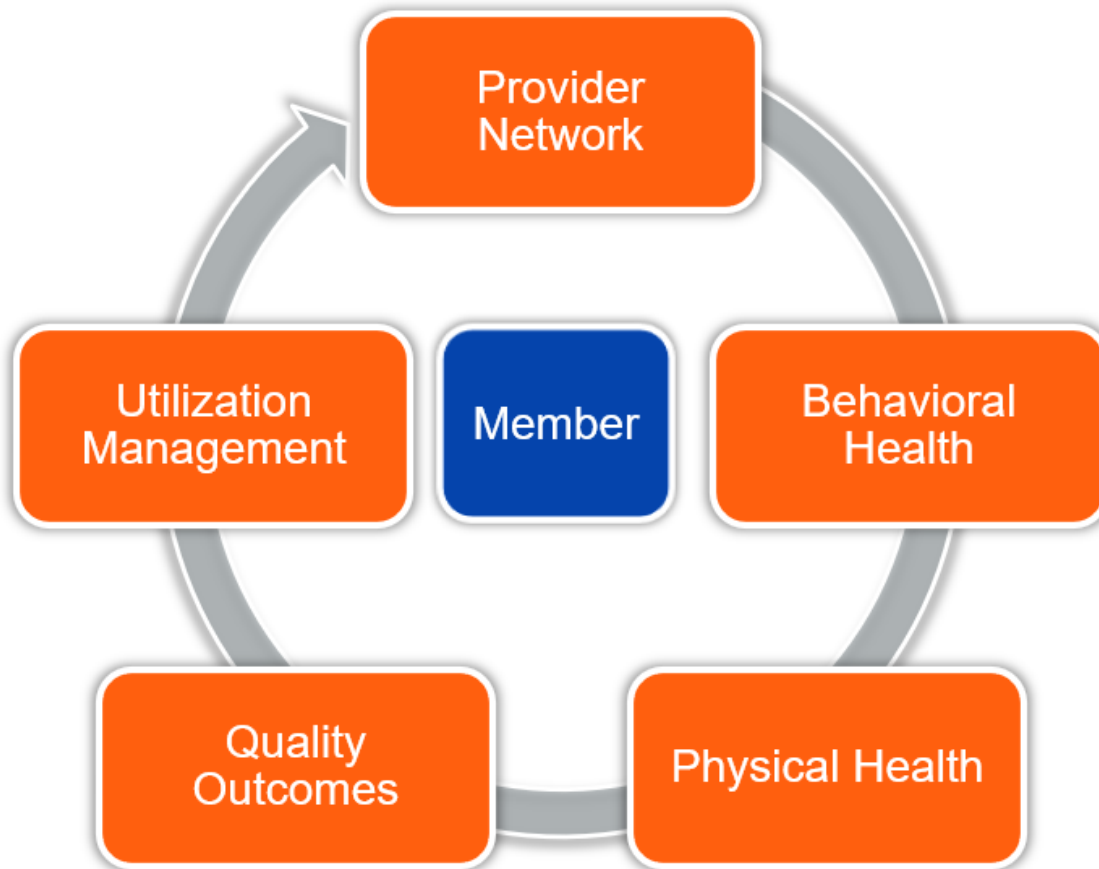 Provider
Network
Utilization
Management
Member
Behavioral
Health
Quality
Outcomes
Physical Health